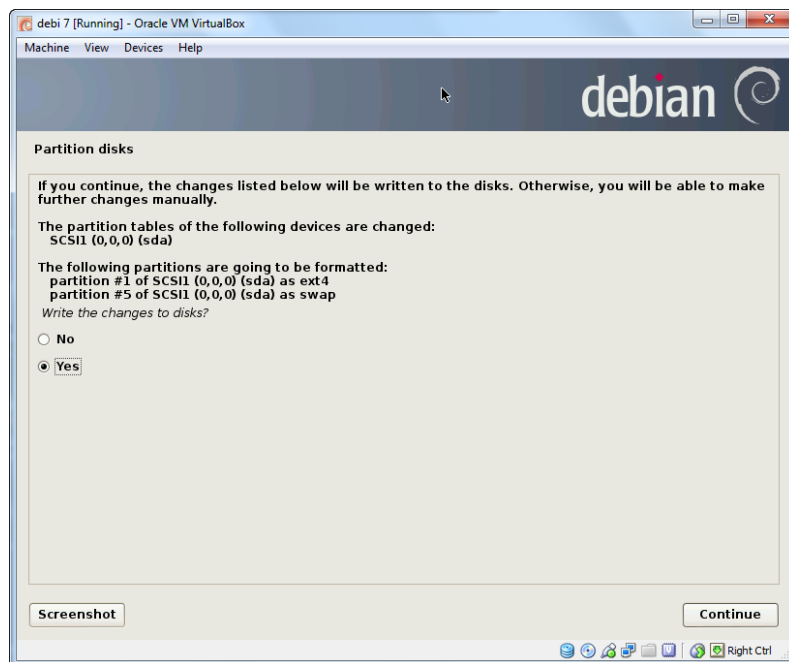 debi 7 [Running] - Oracle VM VirtualBox
Machine View Devices Help
debian
Partition disks
If you continue, the changes listed below will be written to the disks. Otherwise, you will be able to make
further changes manually.
The partition tables of the following devices are changed:
SCSI1 (0,0,0) (sda)
The following partitions are going to be formatted:
partition #1 of SCSI1 (0,0,0) (sda) as ext4
partition #5 of SCSI1 (0,0,0) (sda) as swap
Write the changes to disks?
No
Yes
Screenshot Continue
Right Ctrl